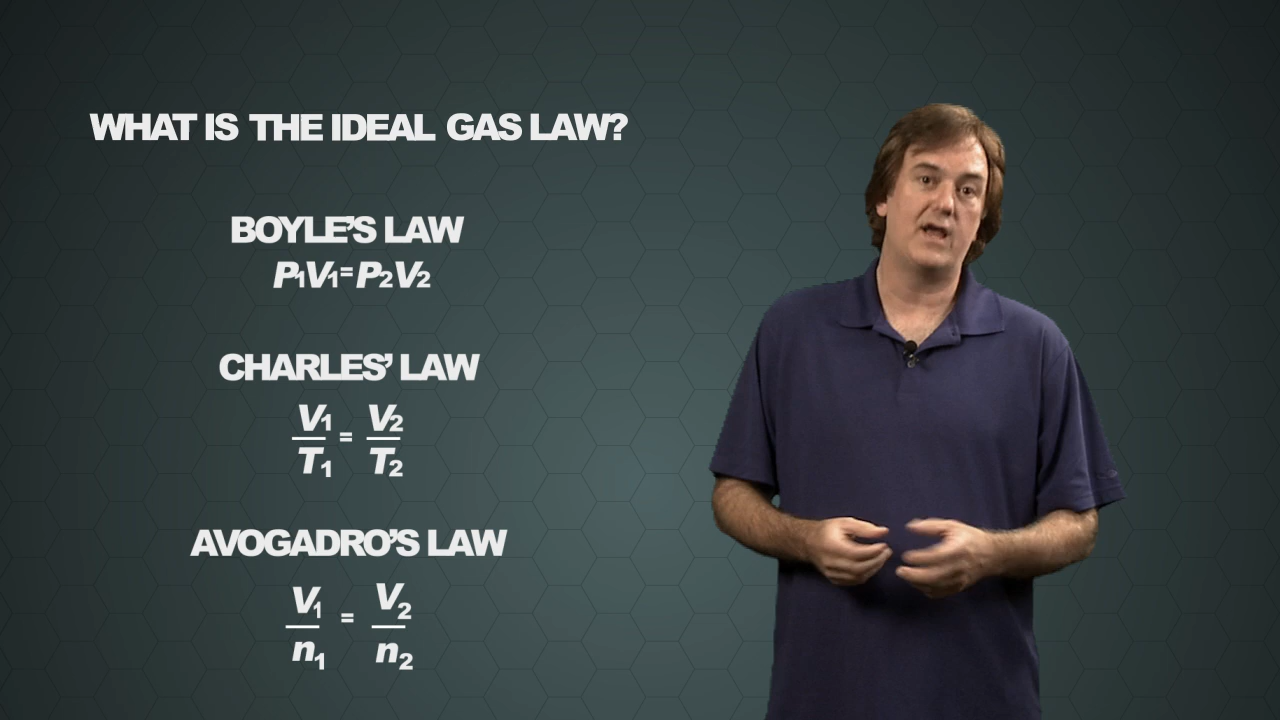 WHAT IS THE IDEAL GAS LAW?
BOYLE'S LAW
P₁V₁=P₂V₂
CHARLES' LAW
V₁/T₁ = V₂/T₂
AVOGADRO'S LAW
V₁/n₁ = V₂/n₂